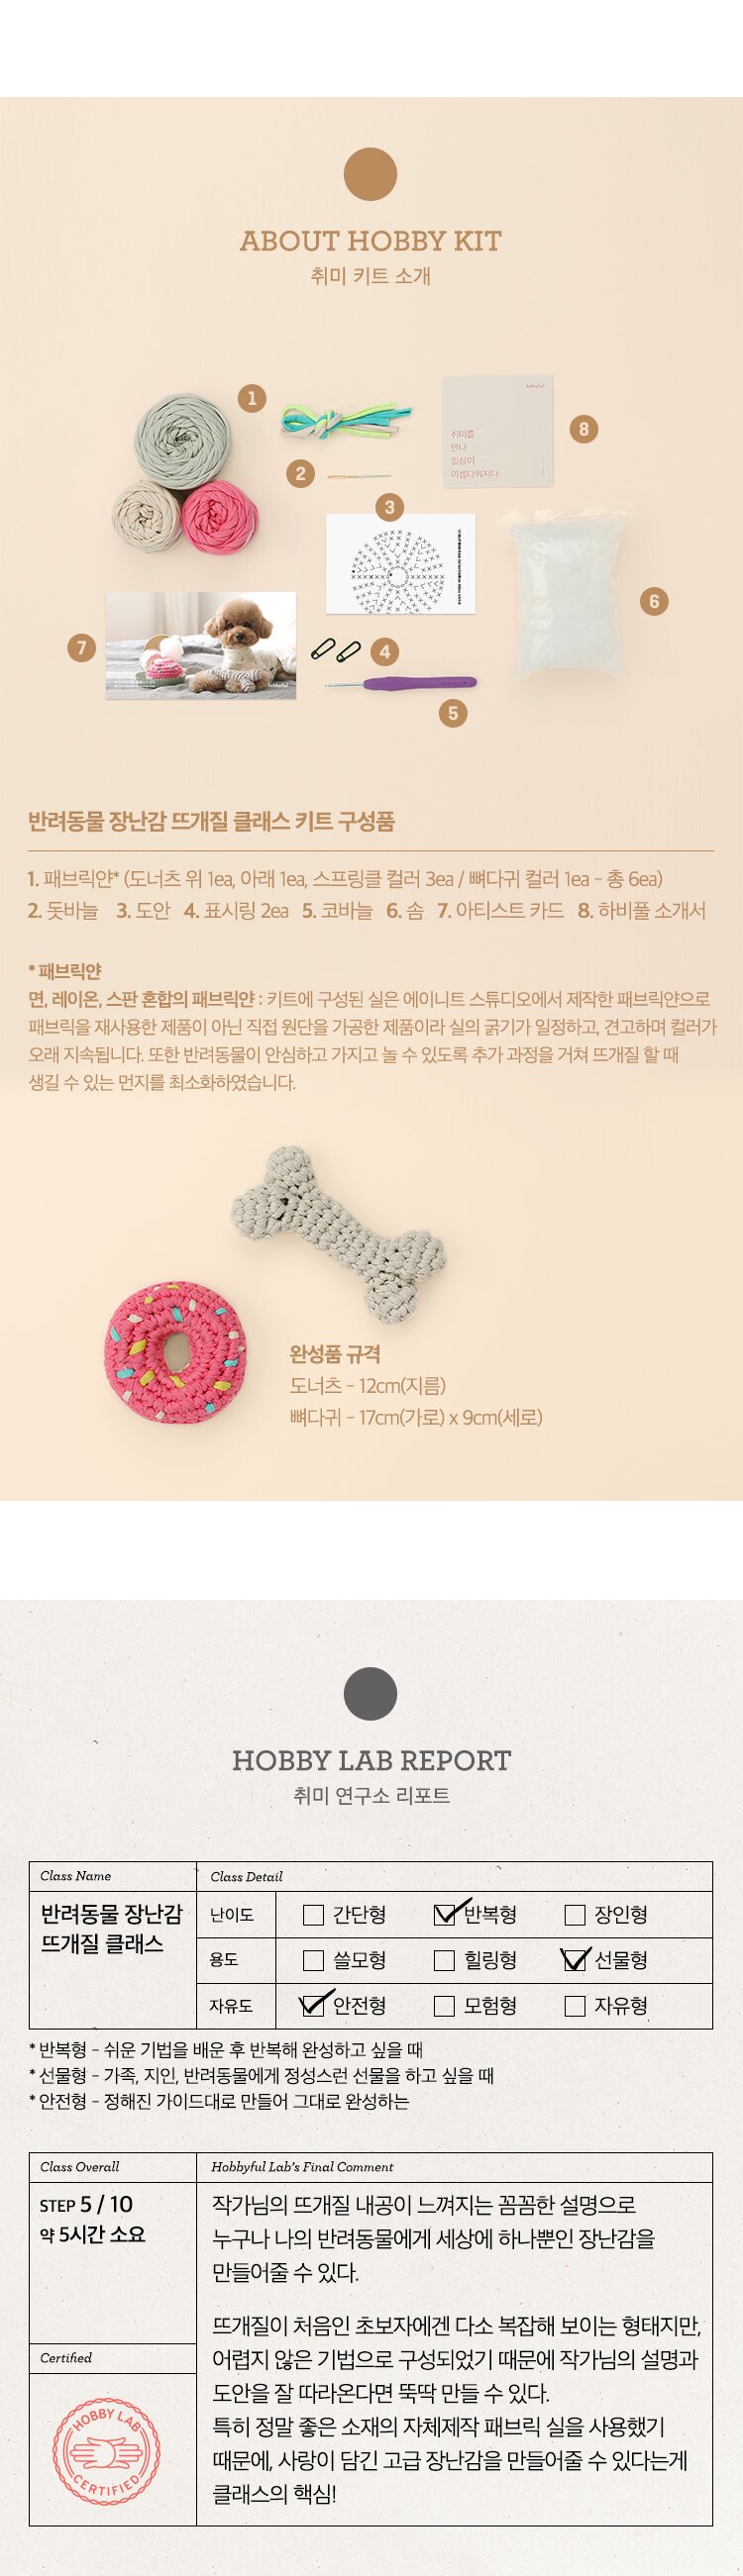 ABOUT HOBBY KIT
취미 키트 소개
1
2
3
8
hobbyful
취미를
만나
일상이
아름다워지다
6
7
4
5
반려동물 장난감 뜨개질 클래스 키트 구성품
1. 패브릭얀* (도너츠 위 1ea, 아래 1ea, 스프링클 컬러 3ea / 뼈다귀 컬러 1ea - 총 6ea)
2. 돗바늘 3. 도안 4. 표시링 2ea 5. 코바늘 6. 솜 7. 아티스트 카드 8. 하비풀 소개서
* 패브릭얀
면, 레이온, 스판 혼합의 패브릭얀 : 키트에 구성된 실은 에이니트 스튜디오에서 제작한 패브릭얀으로
패브릭을 재사용한 제품이 아닌 직접 원단을 가공한 제품이라 실의 굵기가 일정하고, 견고하며 컬러가
오래 지속됩니다. 또한 반려동물이 안심하고 가지고 놀 수 있도록 추가 과정을 거쳐 뜨개질 할 때
생길 수 있는 먼지를 최소화하였습니다.
완성품 규격
도너츠 - 12cm(지름)
뼈다귀 - 17cm(가로) x 9cm(세로)
HOBBY LAB REPORT
취미 연구소 리포트
Class Name
Class Detail
반려동물 장난감
뜨개질 클래스
난이도 간단형 반복형 장인형
용도 쓸모형 힐링형 선물형
자유도 안전형 모험형 자유형
* 반복형 - 쉬운 기법을 배운 후 반복해 완성하고 싶을 때
* 선물형 - 가족, 지인, 반려동물에게 정성스런 선물을 하고 싶을 때
* 안전형 - 정해진 가이드대로 만들어 그대로 완성하는
Class Overall
Hobbyful Lab's Final Comment
STEP 5 / 10
약 5시간 소요
작가님의 뜨개질 내공이 느껴지는 꼼꼼한 설명으로
누구나 나의 반려동물에게 세상에 하나뿐인 장난감을
만들어줄 수 있다.
뜨개질이 처음인 초보자에겐 다소 복잡해 보이는 형태지만,
어렵지 않은 기법으로 구성되었기 때문에 작가님의 설명과
도안을 잘 따라온다면 뚝딱 만들 수 있다.
특히 정말 좋은 소재의 자체제작 패브릭 실을 사용했기
때문에, 사랑이 담긴 고급 장난감을 만들어줄 수 있다는게
클래스의 핵심!
Certified
HOBBY LAB
CERTIFIED